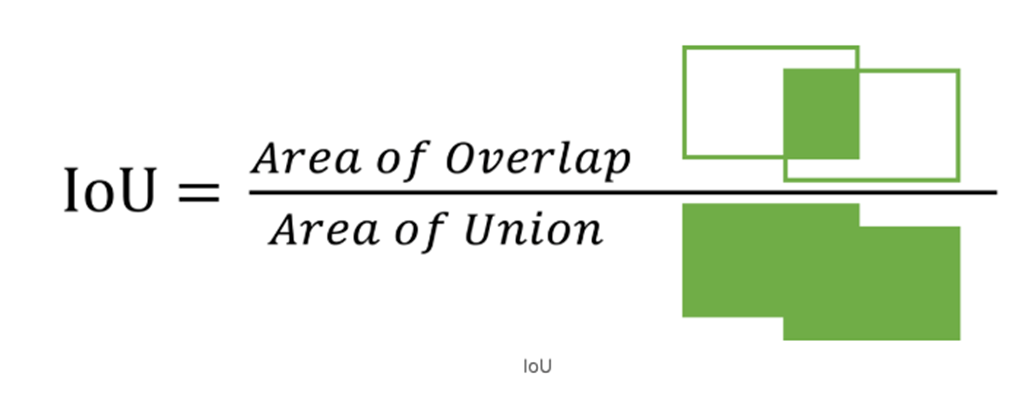 IoU = Area of Overlap
Area of Union
IoU